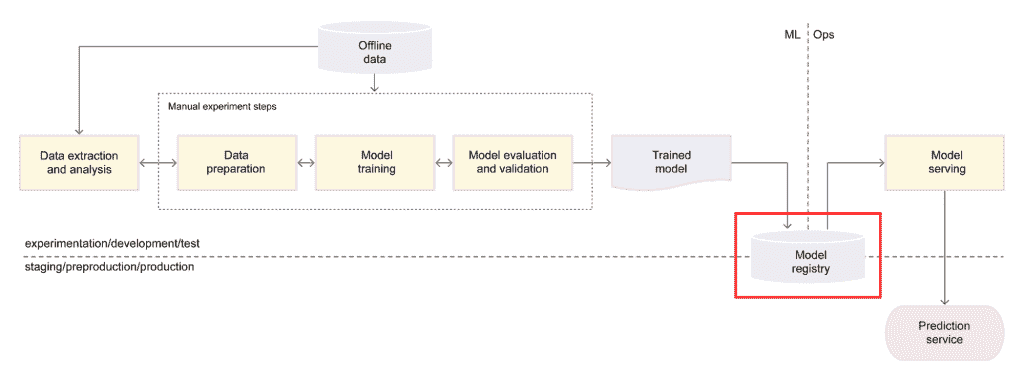 Offline
data
ML
Ops
Manual experiment steps
Data extraction
and analysis
Data
preparation
Model
training
Model evaluation
and validation
Trained
model
Model
serving
experimentation/development/test
staging/preproduction/production
Model
registry
Prediction
service